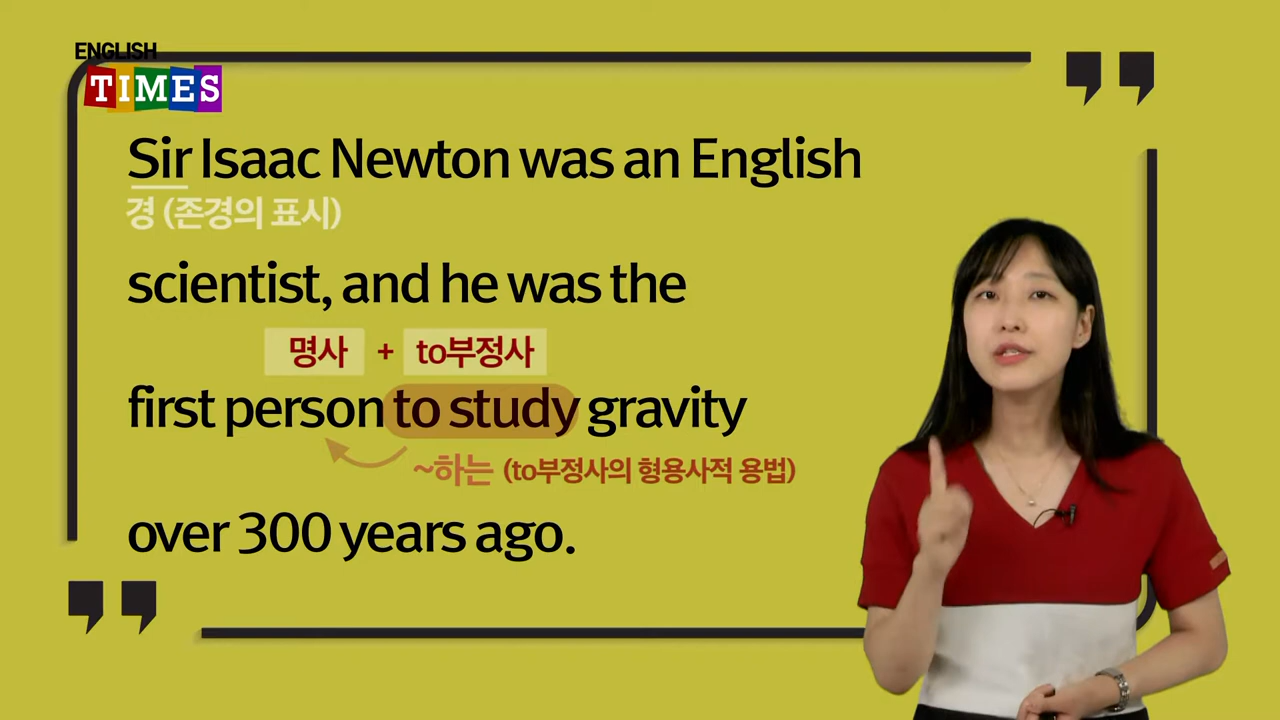 ENGLISH
TIMES
Sir Isaac Newton was an English
경 (존경의 표시)
scientist, and he was the
명사 + to부정사
first person to study gravity
~하는 (to부정사의 형용사적 용법)
over 300 years ago.